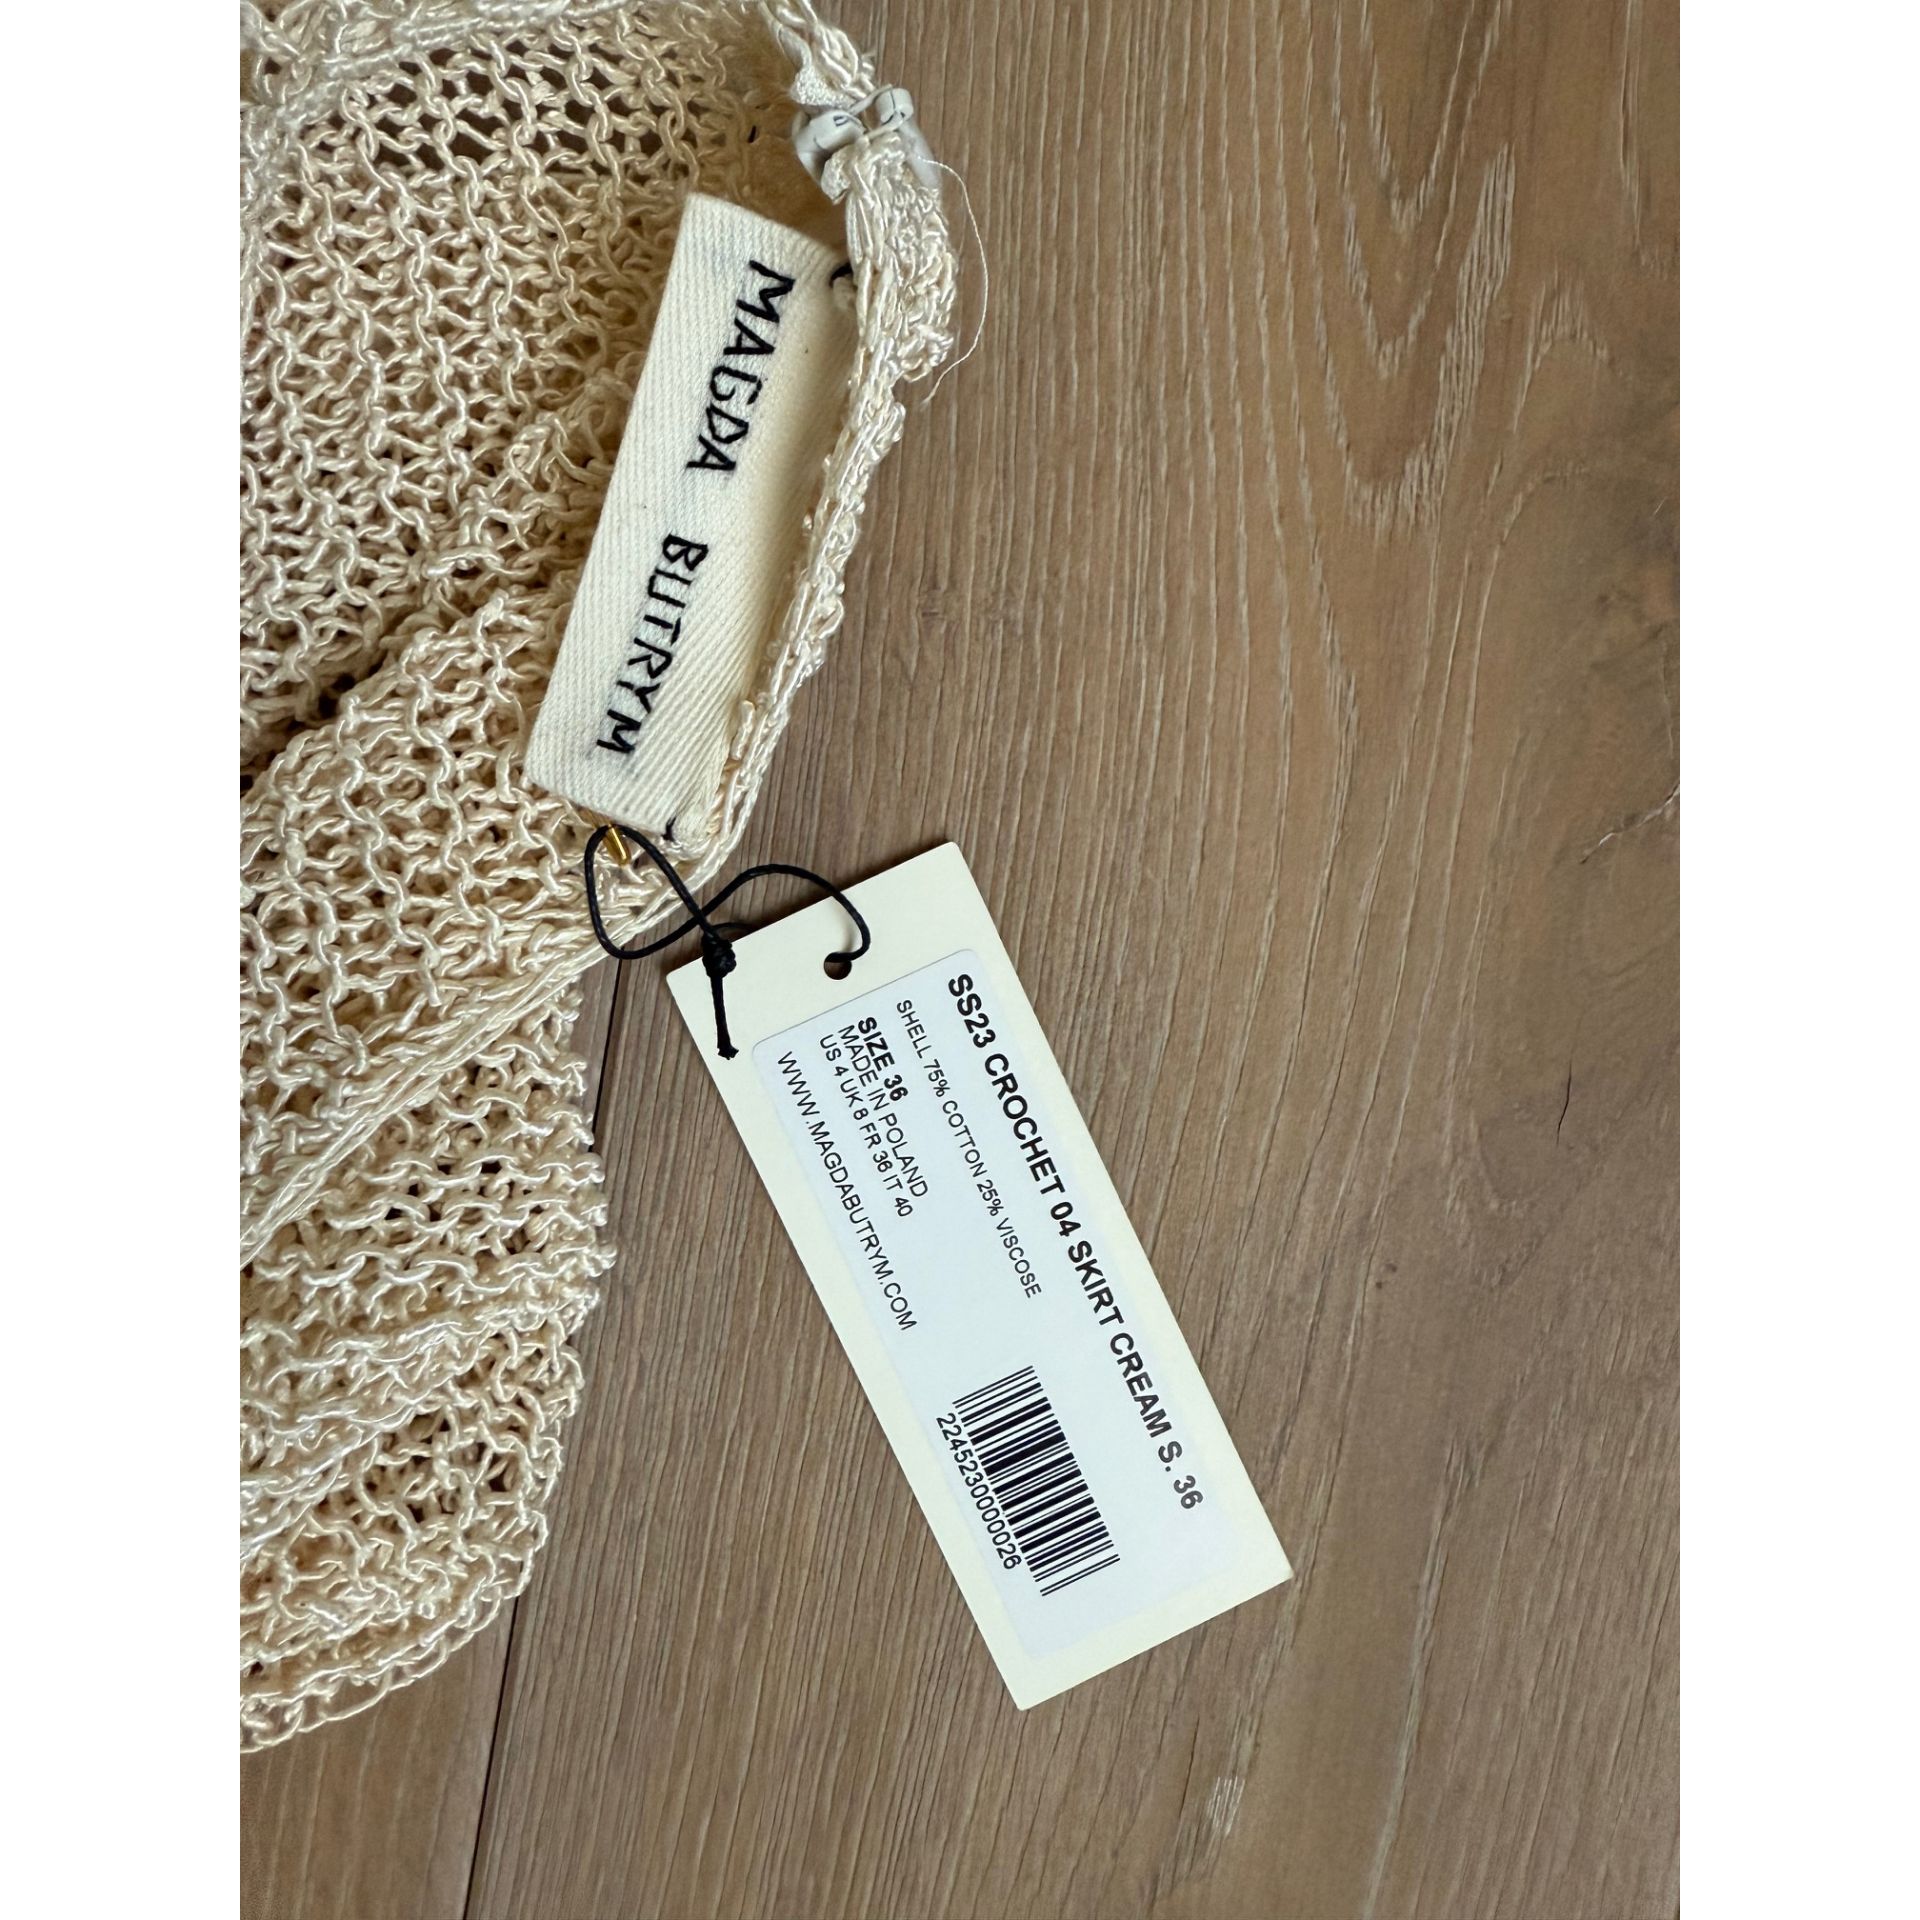 MAGDA BUTRYM
SS23 CROCHET 04 SKIRT CREAM S. 36
SHELL 75% COTTON 25% VISCOSE
SIZE 36
MADE IN POLAND
US 4 UK 8 FR 36 IT 40
WWW.MAGDABUTRYM.COM
2245230000026